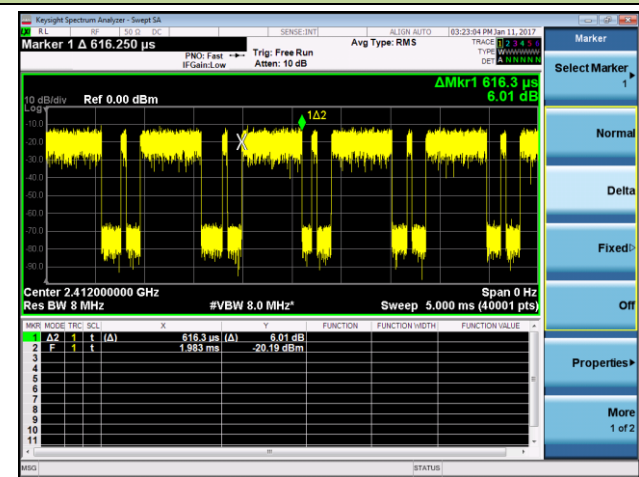 Keysight Spectrum Analyzer - Swept SA
RL RF 50 Ω DC SENSE:INT ALIGN AUTO 03:23:04 PM Jan 11, 2017
Marker 1 Δ 616.250 µs
PNO: Fast
IFGain:Low
Trig: Free Run
Atten: 10 dB
Avg Type: RMS
TRACE 1 2 3 4 5 6
TYPE WWWWWW
DET A N N N N N
ΔMkr1 616.3 µs
6.01 dB
10 dB/div Ref 0.00 dBm
Log
1Δ2
X
-10.0
-20.0
-30.0
-40.0
-50.0
-60.0
-70.0
-80.0
-90.0
Center 2.412000000 GHz Span 0 Hz
Res BW 8 MHz #VBW 8.0 MHz* Sweep 5.000 ms (40001 pts)
MKR MODE TRC SCL X Y FUNCTION FUNCTION WIDTH FUNCTION VALUE
1 Δ2 1 t (Δ) 616.3 µs (Δ) 6.01 dB
2 F 1 t 1.983 ms -20.19 dBm
3
4
5
6
7
8
9
10
11
MSG STATUS
Marker
Select Marker
1
Normal
Delta
Fixed
Off
Properties
More
1 of 2